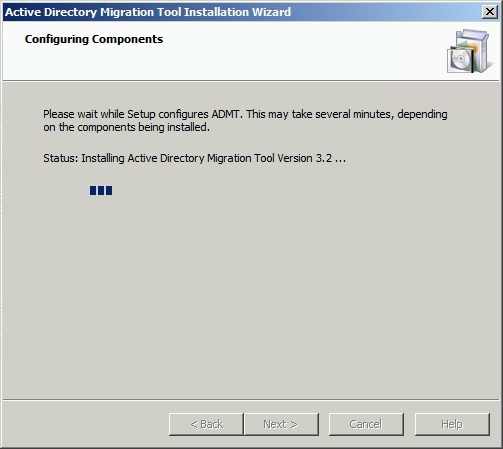 Active Directory Migration Tool Installation Wizard
Configuring Components
Please wait while Setup configures ADMT. This may take several minutes, depending
on the components being installed.
Status: Installing Active Directory Migration Tool Version 3.2 ...
< Back
Next >
Cancel
Help